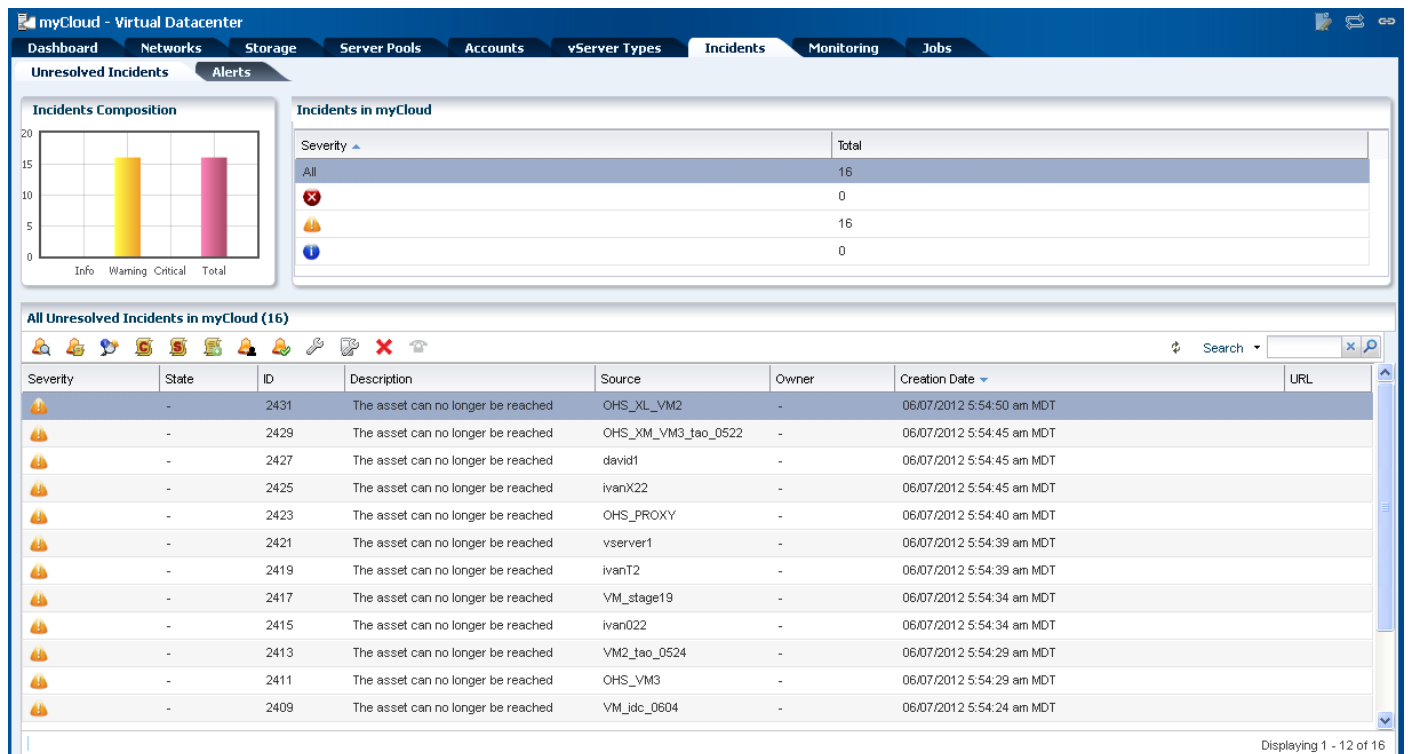 myCloud - Virtual Datacenter
Dashboard Networks Storage Server Pools Accounts vServer Types Incidents Monitoring Jobs
Unresolved Incidents Alerts
Incidents Composition
20
15
10
5
0
Info Warning Critical Total
Incidents in myCloud
Severity Total
All 16
0
16
0
All Unresolved Incidents in myCloud (16)
Search
Severity State ID Description Source Owner Creation Date URL
- 2431 The asset can no longer be reached OHS_XL_VM2 - 06/07/2012 5:54:50 am MDT
- 2429 The asset can no longer be reached OHS_XM_VM3_tao_0522 - 06/07/2012 5:54:45 am MDT
- 2427 The asset can no longer be reached david1 - 06/07/2012 5:54:45 am MDT
- 2425 The asset can no longer be reached ivanX22 - 06/07/2012 5:54:45 am MDT
- 2423 The asset can no longer be reached OHS_PROXY - 06/07/2012 5:54:40 am MDT
- 2421 The asset can no longer be reached vserver1 - 06/07/2012 5:54:39 am MDT
- 2419 The asset can no longer be reached ivanT2 - 06/07/2012 5:54:39 am MDT
- 2417 The asset can no longer be reached VM_stage19 - 06/07/2012 5:54:34 am MDT
- 2415 The asset can no longer be reached ivan022 - 06/07/2012 5:54:34 am MDT
- 2413 The asset can no longer be reached VM2_tao_0524 - 06/07/2012 5:54:29 am MDT
- 2411 The asset can no longer be reached OHS_VM3 - 06/07/2012 5:54:29 am MDT
- 2409 The asset can no longer be reached VM_idc_0604 - 06/07/2012 5:54:24 am MDT
Displaying 1 - 12 of 16